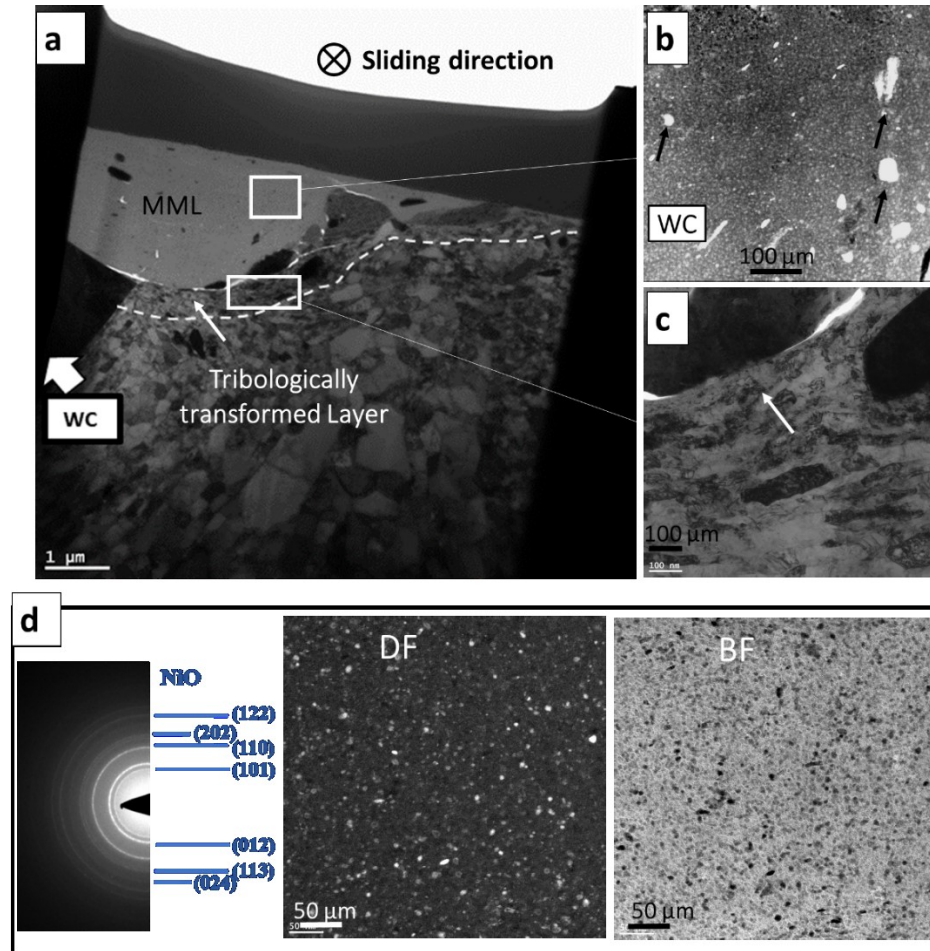 a
⊗ Sliding direction
MML
Tribologically
transformed Layer
WC
1 µm
b
WC
100 µm
c
100 µm
100 nm
d
NiO
(122)
(202)
(110)
(101)
(012)
(113)
(024)
DF
50 µm
BF
50 µm